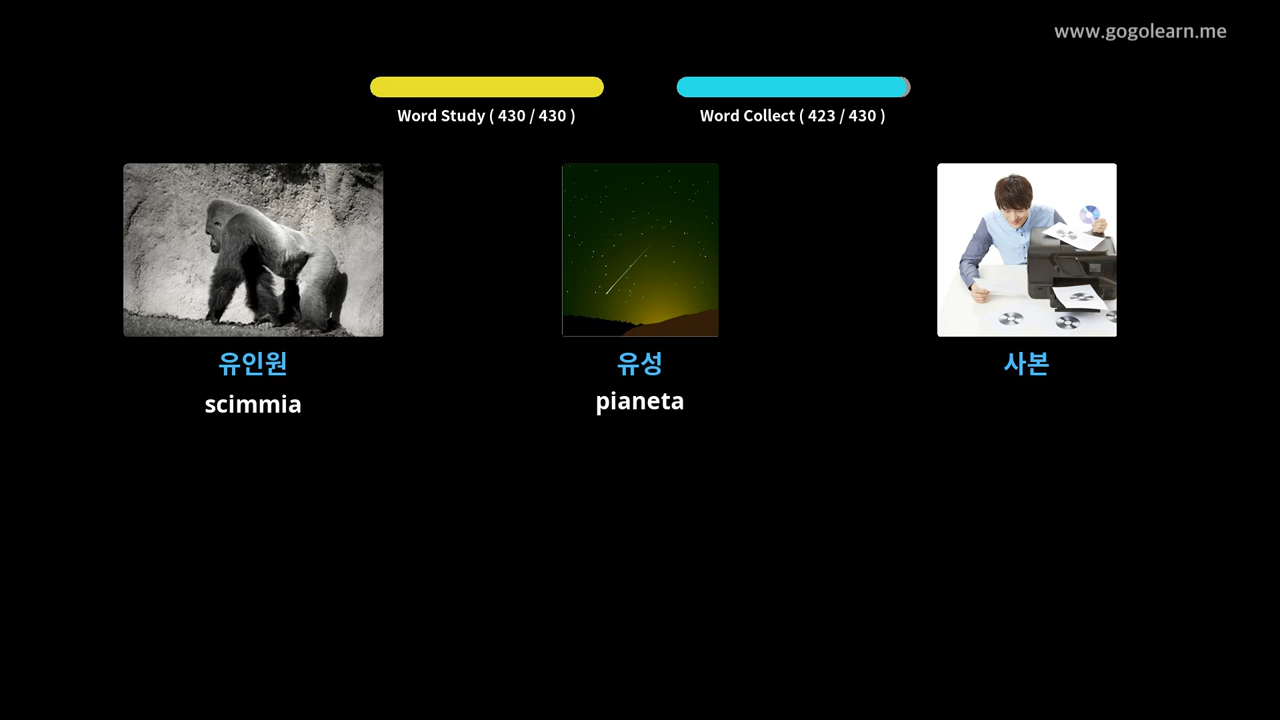 www.gogolearn.me
Word Study ( 430 / 430 )
Word Collect ( 423 / 430 )
유인원
유성
사본
scimmia
pianeta